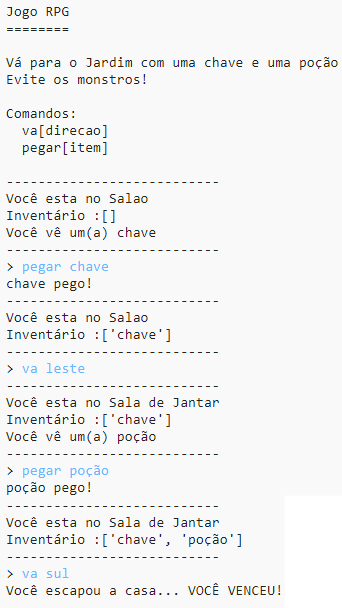 Jogo RPG
========
Vá para o Jardim com uma chave e uma poção
Evite os monstros!
Comandos:
  va[direcao]
  pegar[item]
---------------------------
Você esta no Salao
Inventário :[]
Você vê um(a) chave
---------------------------
> pegar chave
chave pego!
---------------------------
Você esta no Salao
Inventário :['chave']
---------------------------
> va leste
---------------------------
Você esta no Sala de Jantar
Inventário :['chave']
Você vê um(a) poção
---------------------------
> pegar poção
poção pego!
---------------------------
Você esta no Sala de Jantar
Inventário :['chave', 'poção']
---------------------------
> va sul
Você escapou a casa... VOCÊ VENCEU!